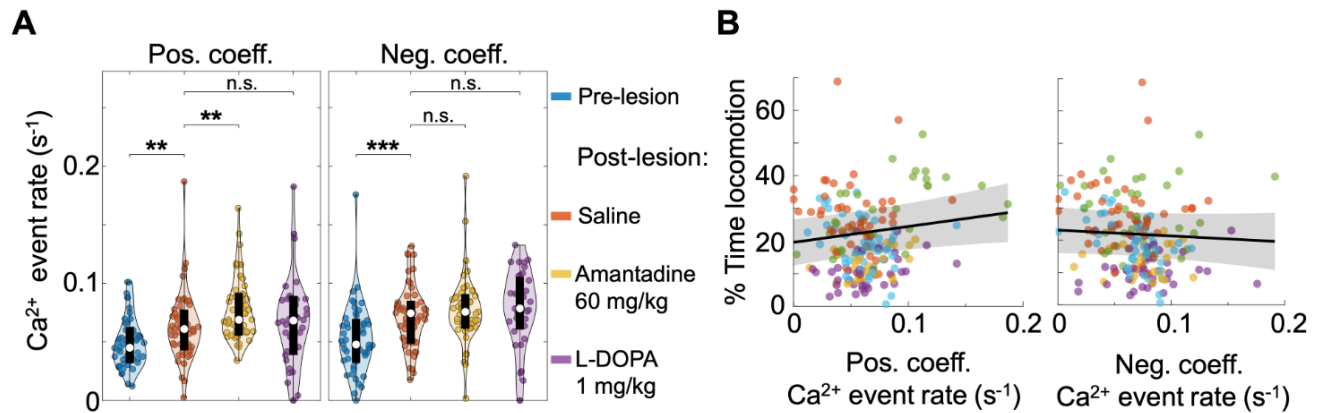 A
Pos. coeff.
Neg. coeff.
n.s.
n.s.
**
n.s.
**
***
Ca²⁺ event rate (s⁻¹)
0.2
0.1
0
Pre-lesion
Post-lesion:
Saline
Amantadine
60 mg/kg
L-DOPA
1 mg/kg
B
% Time locomotion
60
40
20
0
0
0.1
0.2
0
0.1
0.2
Pos. coeff.
Ca²⁺ event rate (s⁻¹)
Neg. coeff.
Ca²⁺ event rate (s⁻¹)